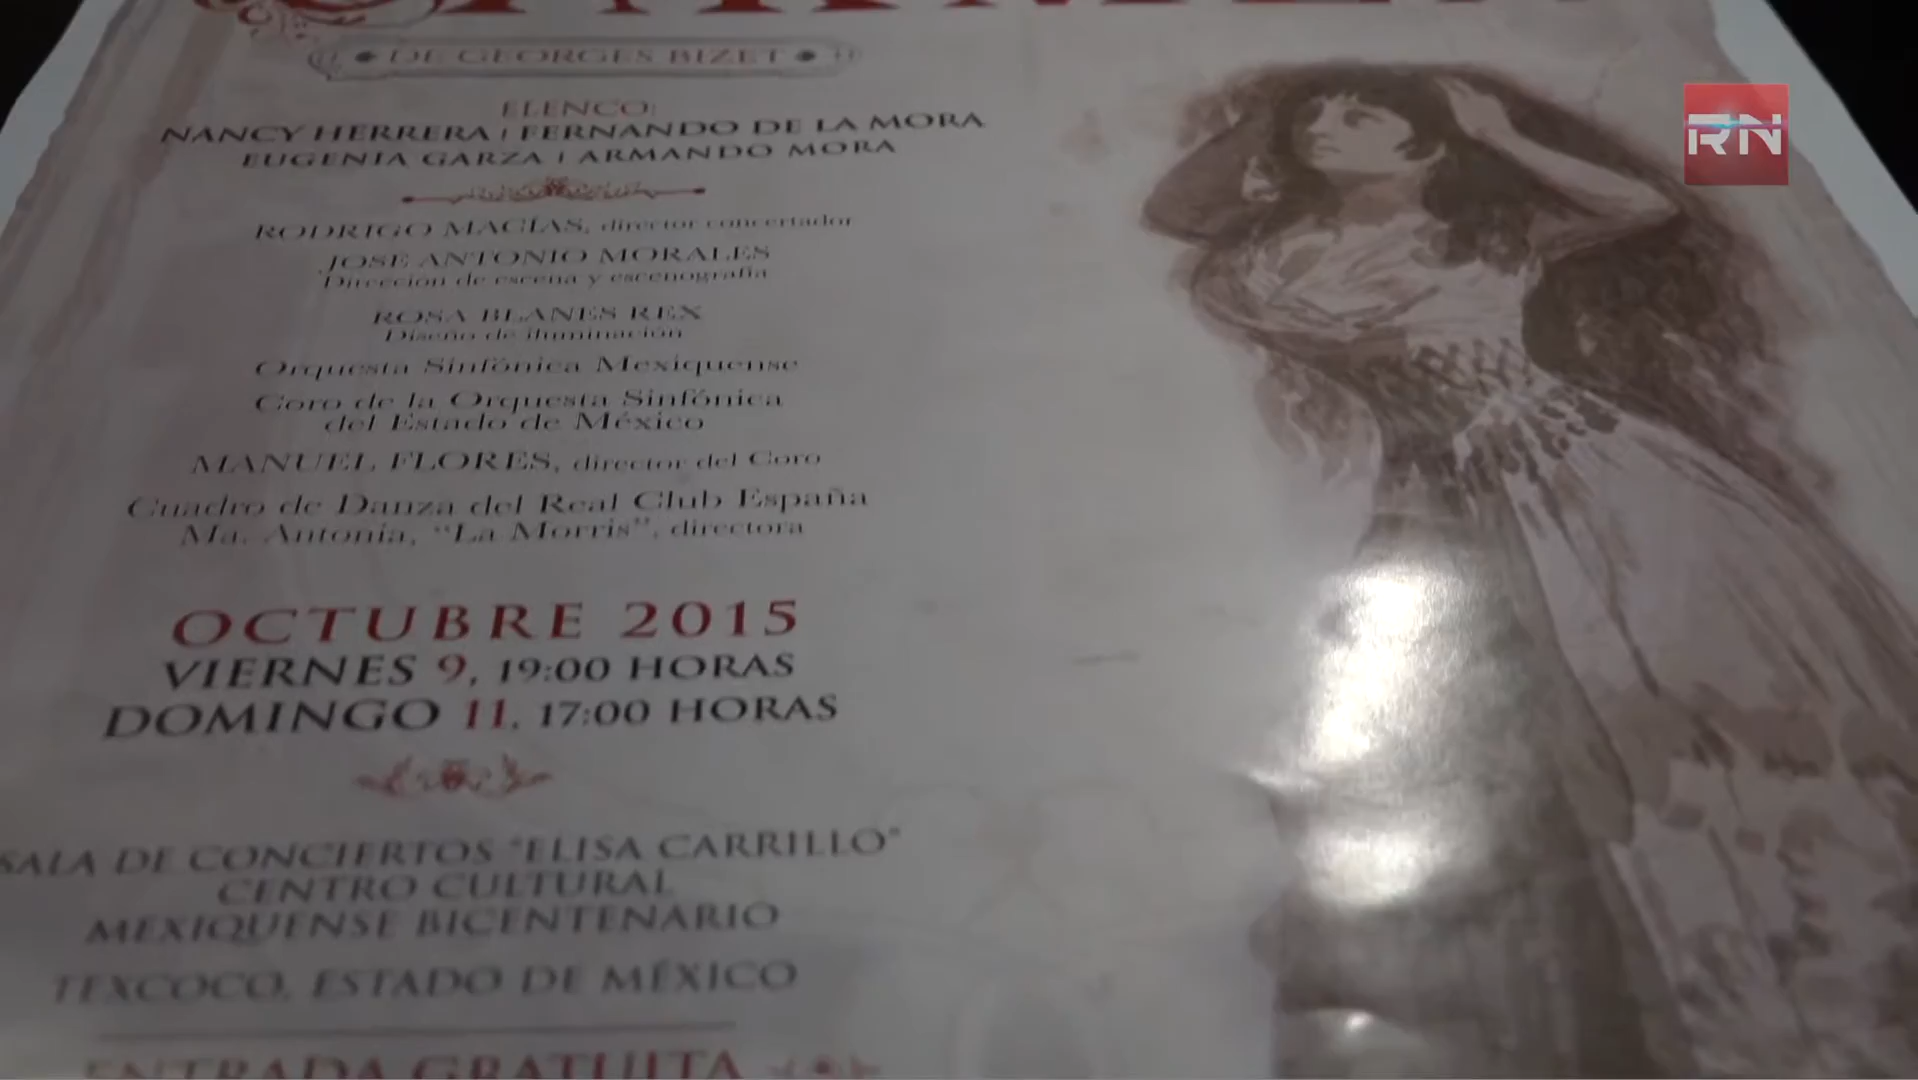 CARMEN
DE GEORGES BIZET
ELENCO:
NANCY HERRERA | FERNANDO DE LA MORA
EUGENIA GARZA | ARMANDO MORA
RODRIGO MACÍAS, director concertador
JOSE ANTONIO MORALES
Dirección de escena y escenografía
ROSA BLANES REX
Diseño de iluminación
Orquesta Sinfónica Mexiquense
Coro de la Orquesta Sinfónica
del Estado de México
MANUEL FLORES, director del Coro
Cuadro de Danza del Real Club España
Ma. Antonia, "La Morris", directora
OCTUBRE 2015
VIERNES 9, 19:00 HORAS
DOMINGO 11, 17:00 HORAS
SALA DE CONCIERTOS "ELISA CARRILLO"
CENTRO CULTURAL
MEXIQUENSE BICENTENARIO
TEXCOCO, ESTADO DE MÉXICO
ENTRADA GRATUITA
RN